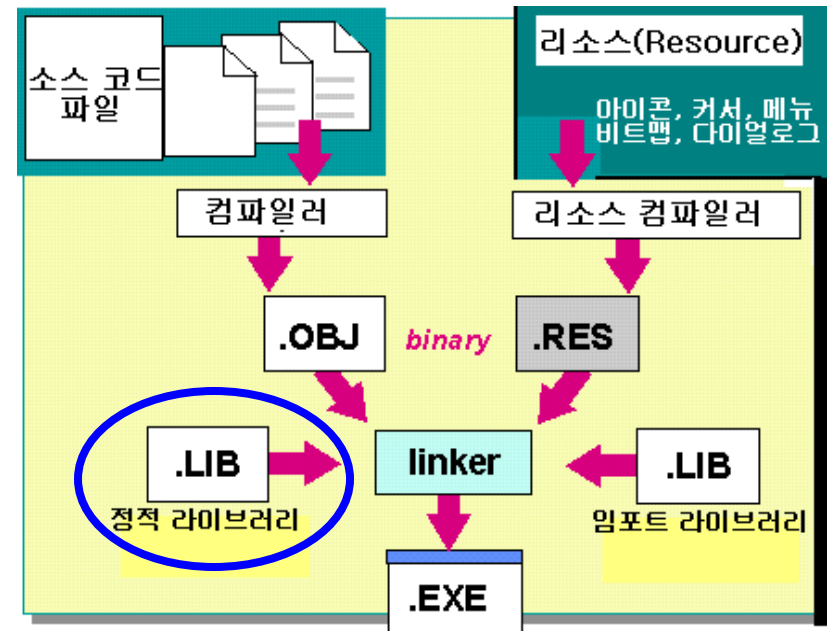 소스 코드
파일
리소스(Resource)
아이콘, 커서, 메뉴
비트맵, 다이얼로그
컴파일러
리소스 컴파일러
.OBJ
binary
.RES
.LIB
linker
.LIB
정적 라이브러리
임포트 라이브러리
.EXE